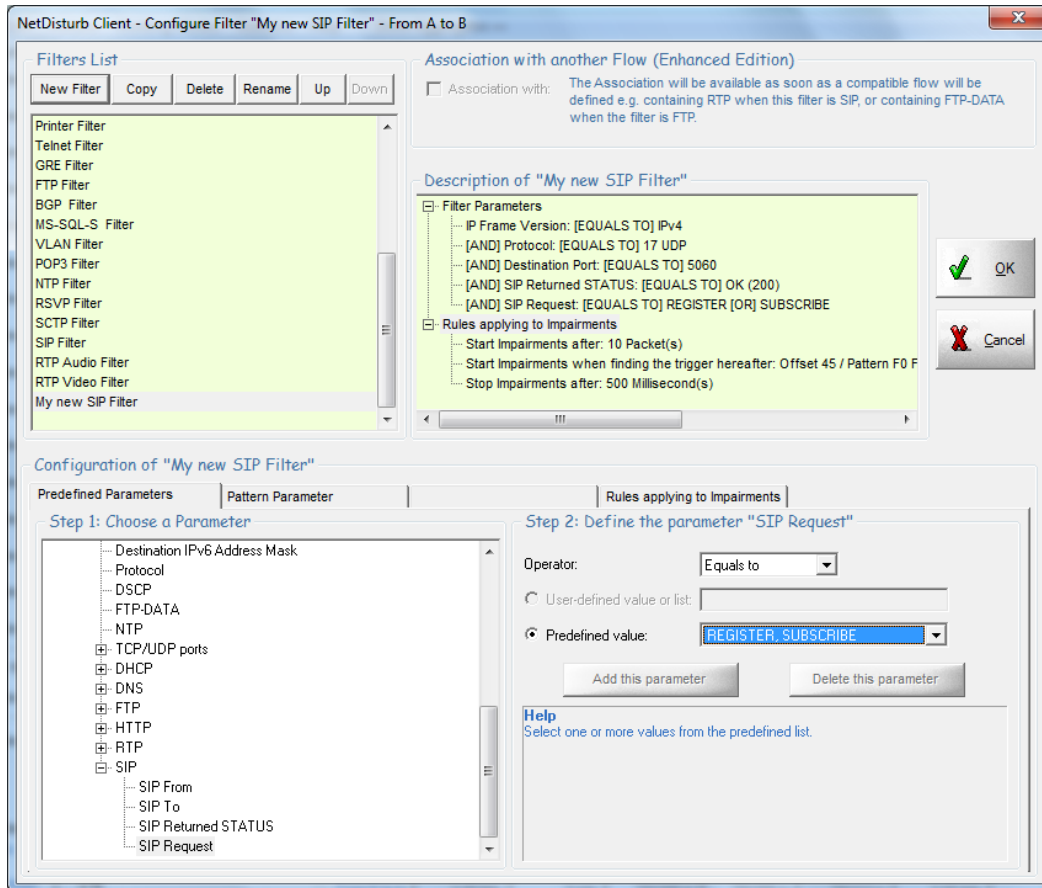 NetDisturb Client - Configure Filter "My new SIP Filter" - From A to B
Filters List
New Filter
Copy
Delete
Rename
Up
Down
Printer Filter
Telnet Filter
GRE Filter
FTP Filter
BGP Filter
MS-SQL-S Filter
VLAN Filter
POP3 Filter
NTP Filter
RSVP Filter
SCTP Filter
SIP Filter
RTP Audio Filter
RTP Video Filter
My new SIP Filter
Association with another Flow (Enhanced Edition)
Association with:
The Association will be available as soon as a compatible flow will be
defined e.g. containing RTP when this filter is SIP, or containing FTP-DATA
when the filter is FTP.
Description of "My new SIP Filter"
Filter Parameters
IP Frame Version: [EQUALS TO] IPv4
[AND] Protocol: [EQUALS TO] 17 UDP
[AND] Destination Port: [EQUALS TO] 5060
[AND] SIP Returned STATUS: [EQUALS TO] OK (200)
[AND] SIP Request: [EQUALS TO] REGISTER [OR] SUBSCRIBE
Rules applying to Impairments
Start Impairments after: 10 Packet(s)
Start Impairments when finding the trigger hereafter: Offset 45 / Pattern F0 F
Stop Impairments after: 500 Millisecond(s)
OK
Cancel
Configuration of "My new SIP Filter"
Predefined Parameters
Pattern Parameter
Rules applying to Impairments
Step 1: Choose a Parameter
Destination IPv6 Address Mask
Protocol
DSCP
FTP-DATA
NTP
TCP/UDP ports
DHCP
DNS
FTP
HTTP
RTP
SIP
SIP From
SIP To
SIP Returned STATUS
SIP Request
Step 2: Define the parameter "SIP Request"
Operator:
Equals to
User-defined value or list:
Predefined value:
REGISTER, SUBSCRIBE
Add this parameter
Delete this parameter
Help
Select one or more values from the predefined list.